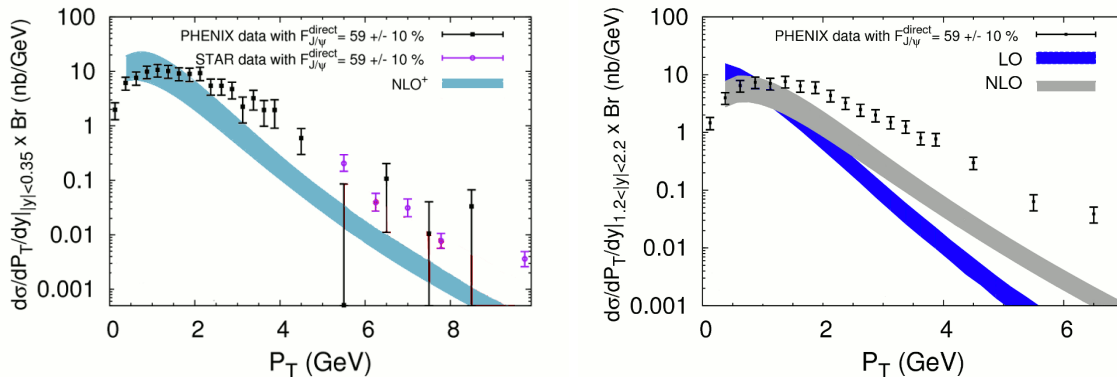 PHENIX data with F^direct_J/ψ = 59 +/- 10 %
STAR data with F^direct_J/ψ = 59 +/- 10 %
NLO⁺
dσ/dP_T/dy|_|y|<0.35 x Br (nb/GeV)
100
10
1
0.1
0.01
0.001
0 2 4 6 8
P_T (GeV)
PHENIX data with F^direct_J/ψ = 59 +/- 10 %
LO
NLO
dσ/dP_T/dy|_1.2<|y|<2.2 x Br (nb/GeV)
100
10
1
0.1
0.01
0.001
0 2 4 6
P_T (GeV)